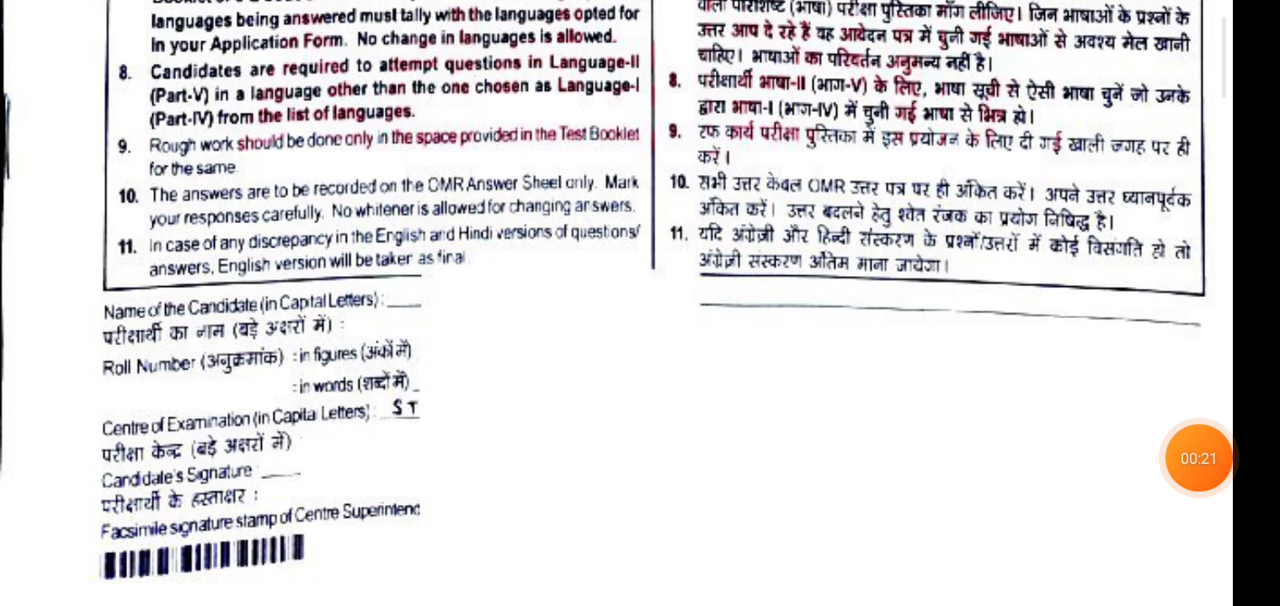 languages being answered must tally with the languages opted for
in your Application Form. No change in languages is allowed.
8. Candidates are required to attempt questions in Language-II
(Part-V) in a language other than the one chosen as Language-I
(Part-IV) from the list of languages.
9. Rough work should be done only in the space provided in the Test Booklet
for the same
10. The answers are to be recorded on the OMR Answer Sheet only. Mark
your responses carefully. No whitener is allowed for changing answers.
11. In case of any discrepancy in the English and Hindi versions of questions/
answers, English version will be taken as final
वाली परिशिष्ट (भाषा) परीक्षा पुस्तिका माँग लीजिए। जिन भाषाओं के प्रश्नों के
उत्तर आप दे रहे हैं वह आवेदन पत्र में चुनी गई भाषाओं से अवश्य मेल खानी
चाहिए। भाषाओं का परिवर्तन अनुमन्य नहीं है।
8. परीक्षार्थी भाषा-II (भाग-V) के लिए, भाषा सूची से ऐसी भाषा चुनें जो उनके
द्वारा भाषा-I (भाग-IV) में चुनी गई भाषा से भिन्न हो।
9. रफ कार्य परीक्षा पुस्तिका में इस प्रयोजन के लिए दी गई खाली जगह पर ही
करें।
10. सभी उत्तर केवल OMR उत्तर पत्र पर ही अंकित करें। अपने उत्तर ध्यानपूर्वक
अंकित करें। उत्तर बदलने हेतु श्वेत रंजक का प्रयोग निषिद्ध है।
11. यदि अंग्रेज़ी और हिन्दी संस्करण के प्रश्नों/उत्तरों में कोई विसंगति हो तो
अंग्रेज़ी संस्करण अंतिम माना जायेगा।
Name of the Candidate (in Capital Letters) :
परीक्षार्थी का नाम (बड़े अक्षरों में) :
Roll Number (अनुक्रमांक) : in figures (अंकों में)
: in words (शब्दों में)
Centre of Examination (in Capital Letters) : ST
परीक्षा केन्द्र (बड़े अक्षरों में)
Candidate's Signature :
परीक्षार्थी के हस्ताक्षर :
Facsimile signature stamp of Centre Superintend
00:21